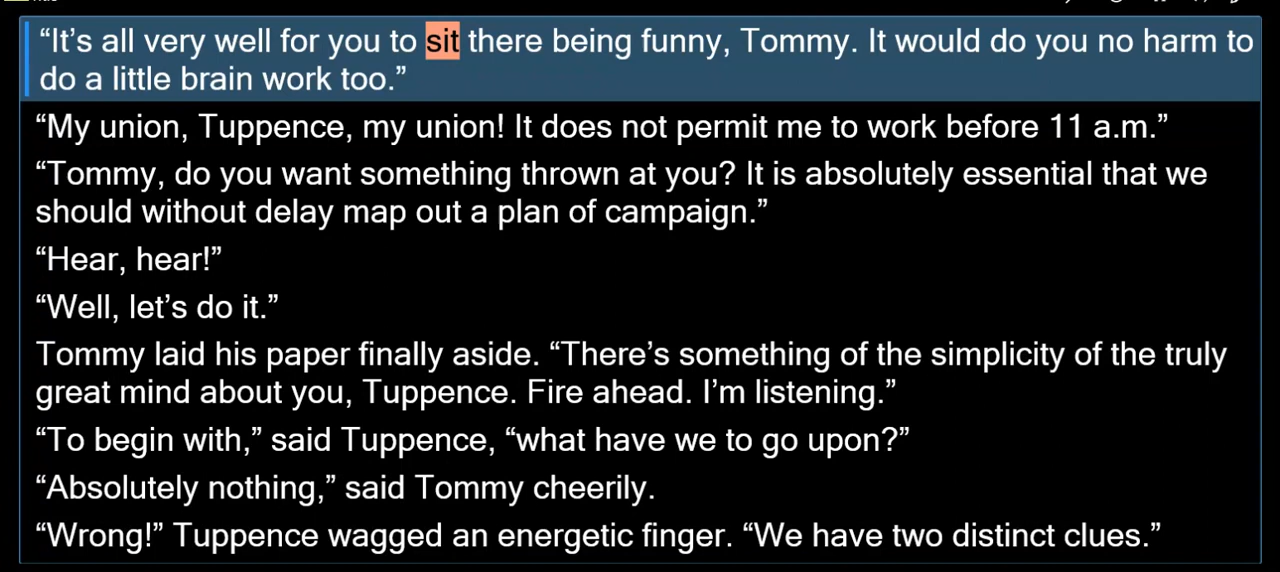 “It’s all very well for you to sit there being funny, Tommy. It would do you no harm to
do a little brain work too.”
“My union, Tuppence, my union! It does not permit me to work before 11 a.m.”
“Tommy, do you want something thrown at you? It is absolutely essential that we
should without delay map out a plan of campaign.”
“Hear, hear!”
“Well, let’s do it.”
Tommy laid his paper finally aside. “There’s something of the simplicity of the truly
great mind about you, Tuppence. Fire ahead. I’m listening.”
“To begin with,” said Tuppence, “what have we to go upon?”
“Absolutely nothing,” said Tommy cheerily.
“Wrong!” Tuppence wagged an energetic finger. “We have two distinct clues.”